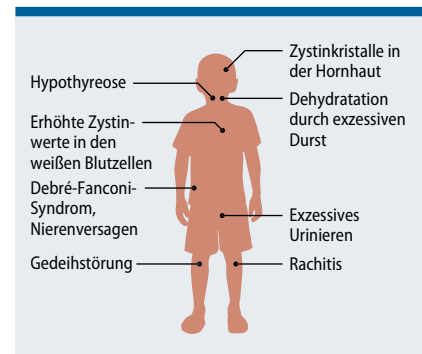 Hypothyreose
Erhöhte Zystin-
werte in den
weißen Blutzellen
Debré-Fanconi-
Syndrom,
Nierenversagen
Gedeihstörung
Zystinkristalle in
der Hornhaut
Dehydratation
durch exzessiven
Durst
Exzessives
Urinieren
Rachitis